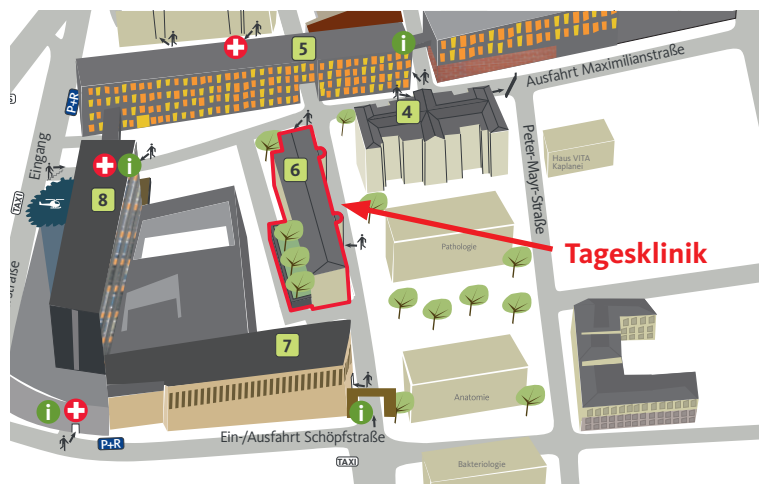 5
i
4
Ausfahrt Maximilianstraße
P+R
Eingang
Peter-Mayr-Straße
Haus VITA
Kaplanei
6
i
8
TAXI
Pathologie
Tagesklinik
straße
7
Anatomie
i
i
P+R
Ein-/Ausfahrt Schöpfstraße
TAXI
Bakteriologie